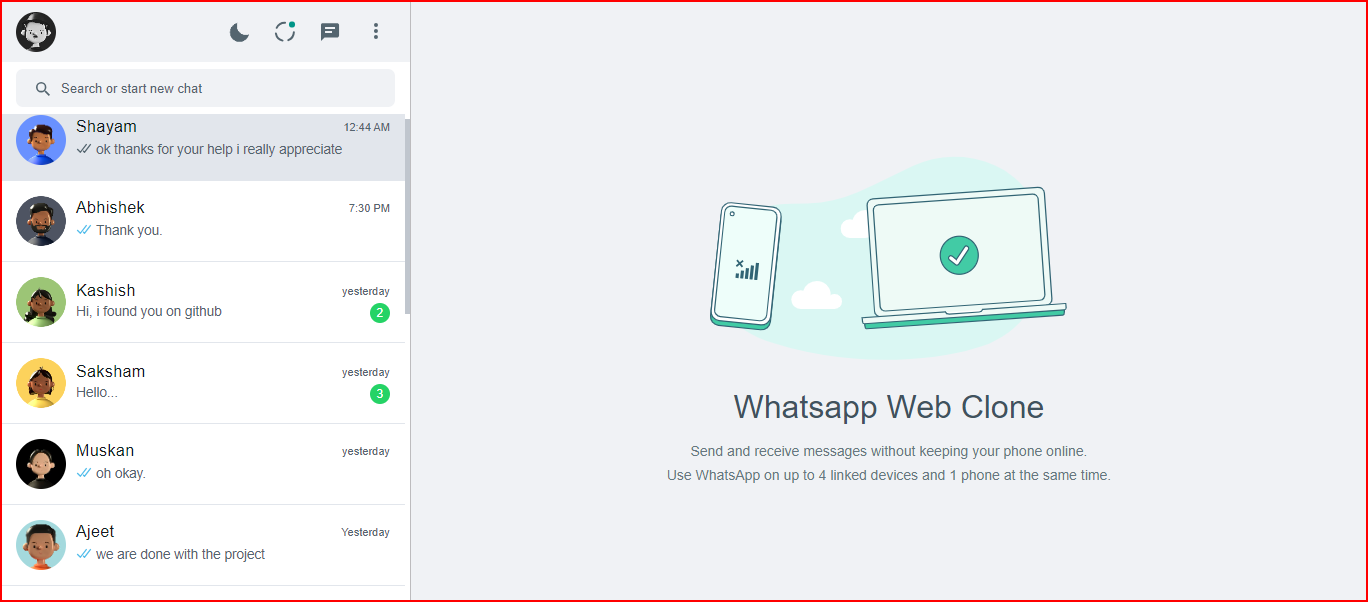 Search or start new chat
Shayam 12:44 AM
ok thanks for your help i really appreciate
Abhishek 7:30 PM
Thank you.
Kashish yesterday
Hi, i found you on github 2
Saksham yesterday
Hello... 3
Muskan yesterday
oh okay.
Ajeet Yesterday
we are done with the project
Whatsapp Web Clone
Send and receive messages without keeping your phone online.
Use WhatsApp on up to 4 linked devices and 1 phone at the same time.